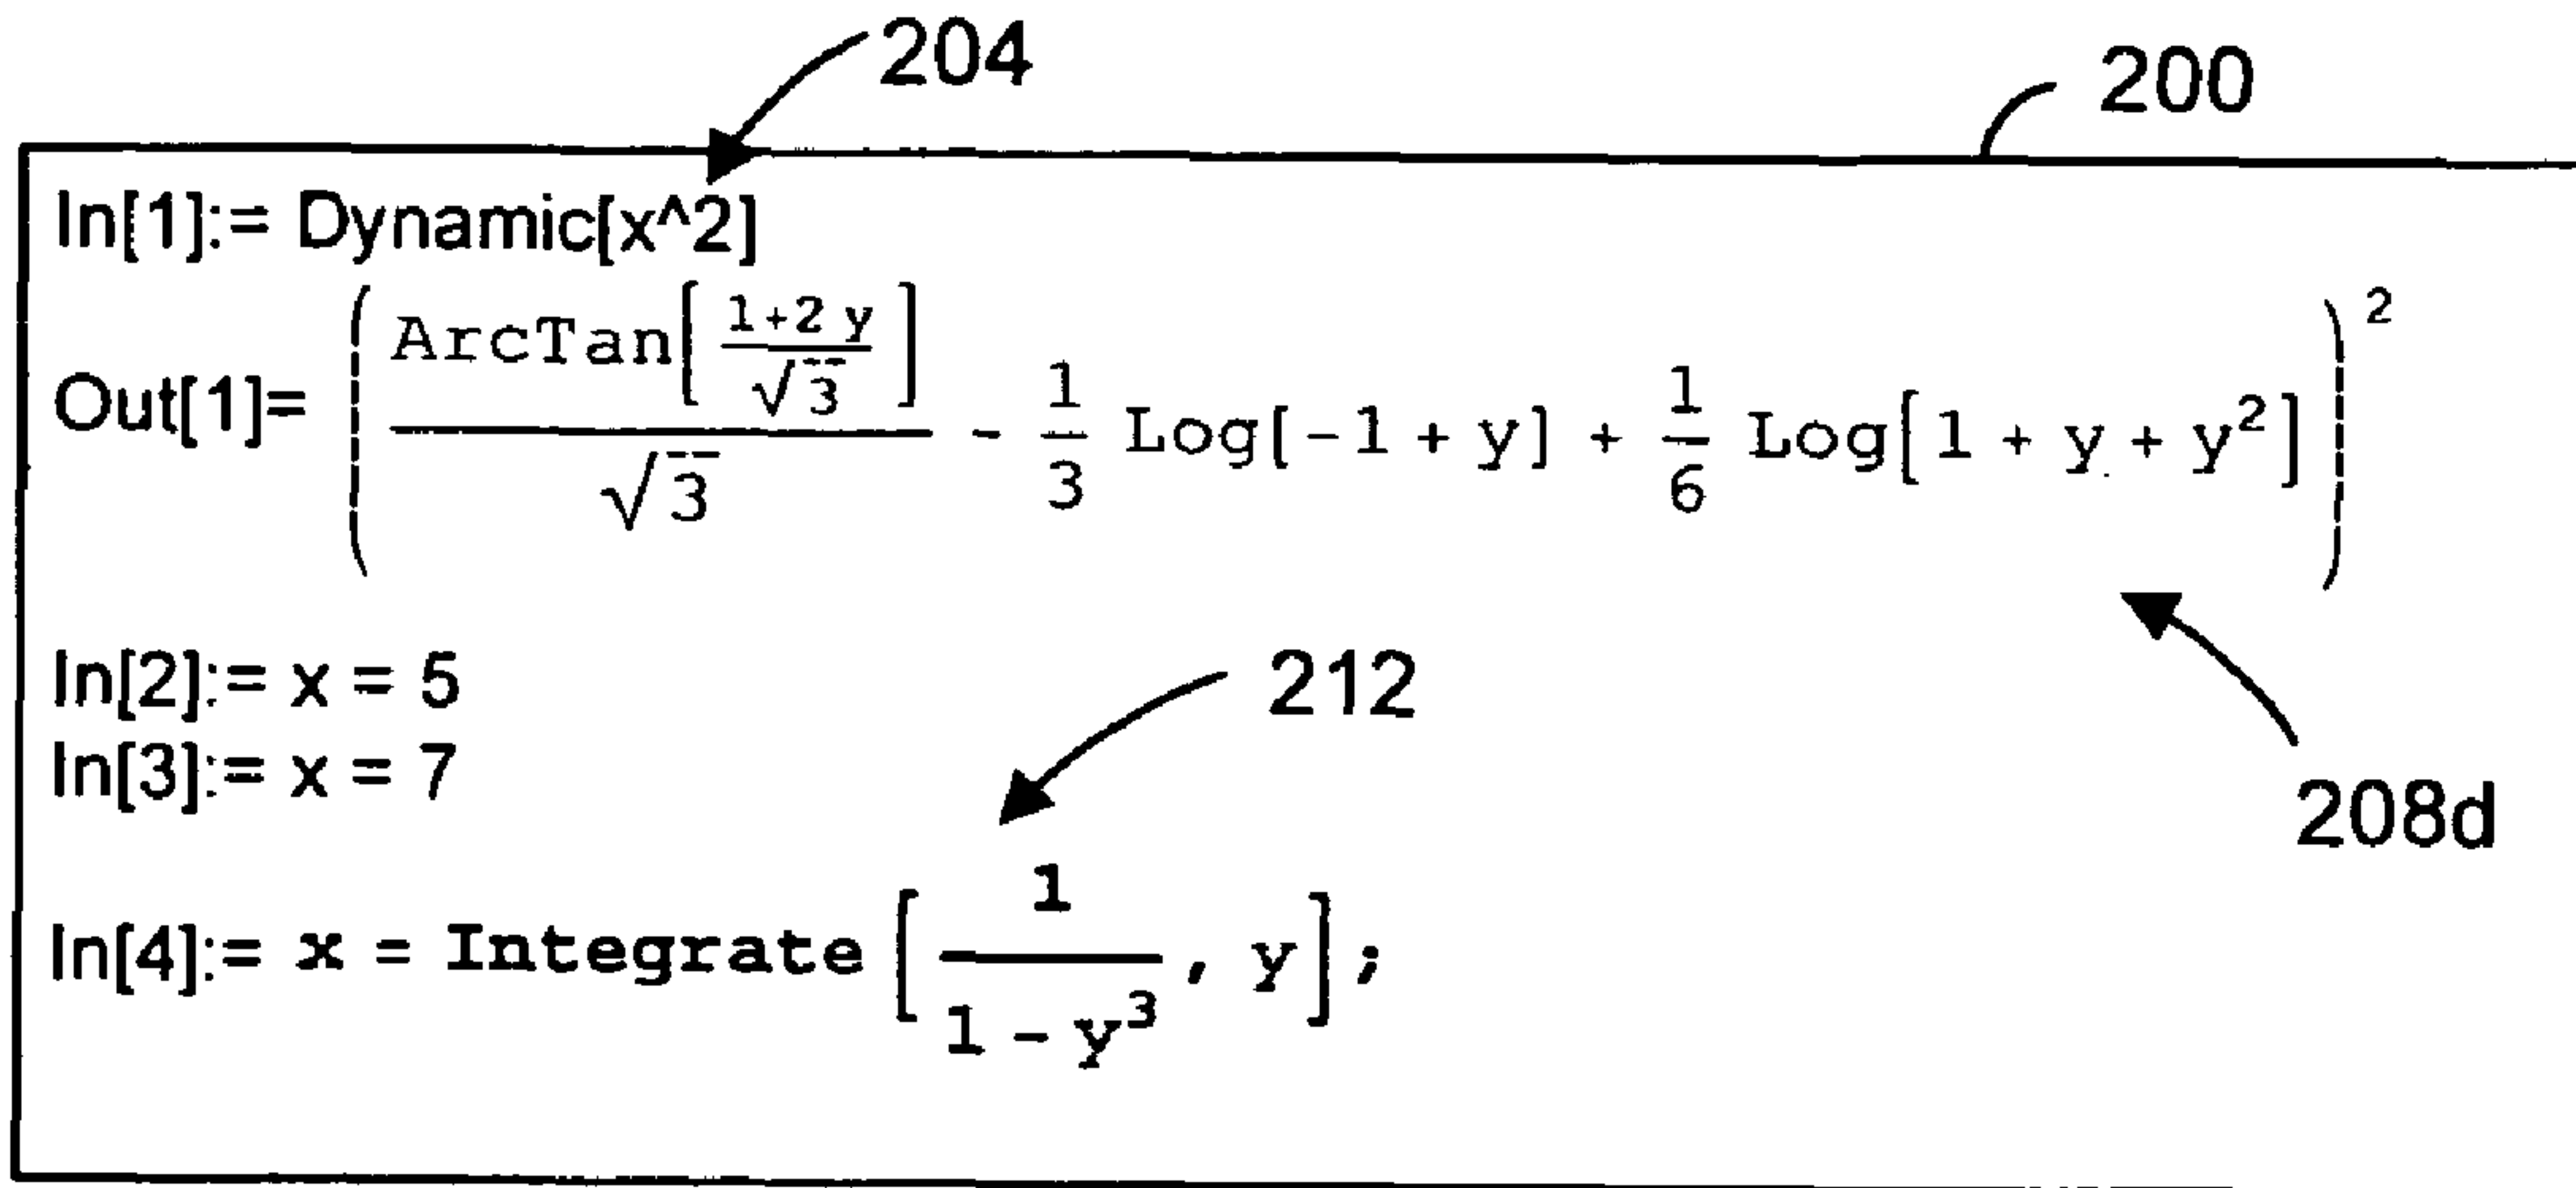 204
200
In[1]:= Dynamic[x^2]
Out[1]= (ArcTan[(1+2 y)/√3]/√3 - 1/3 Log[-1 + y] + 1/6 Log[1 + y + y²])²
In[2]:= x = 5
212
In[3]:= x = 7
208d
In[4]:= x = Integrate[1/(1 - y³), y];